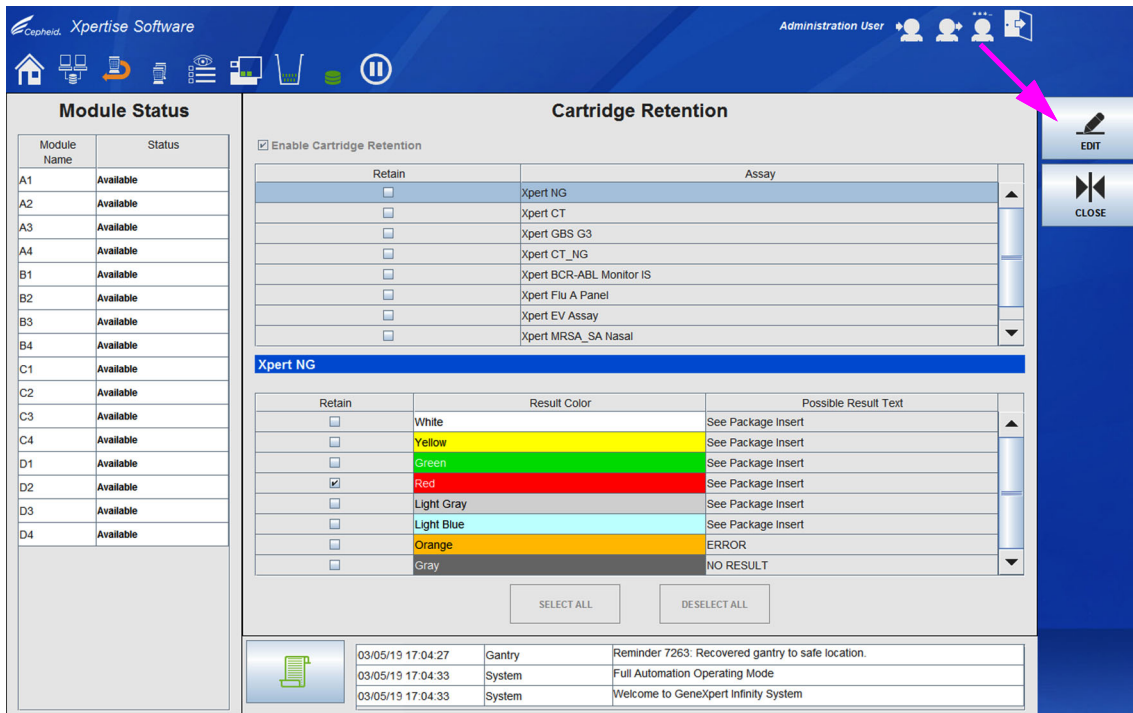 Cepheid. Xpertise Software
Administration User
Module Status
Module Name Status
A1 Available
A2 Available
A3 Available
A4 Available
B1 Available
B2 Available
B3 Available
B4 Available
C1 Available
C2 Available
C3 Available
C4 Available
D1 Available
D2 Available
D3 Available
D4 Available
Cartridge Retention
Enable Cartridge Retention
Retain Assay
Xpert NG
Xpert CT
Xpert GBS G3
Xpert CT_NG
Xpert BCR-ABL Monitor IS
Xpert Flu A Panel
Xpert EV Assay
Xpert MRSA_SA Nasal
Xpert NG
Retain Result Color Possible Result Text
White See Package Insert
Yellow See Package Insert
Green See Package Insert
Red See Package Insert
Light Gray See Package Insert
Light Blue See Package Insert
Orange ERROR
Gray NO RESULT
SELECT ALL DESELECT ALL
03/05/19 17:04:27 Gantry Reminder 7263: Recovered gantry to safe location.
03/05/19 17:04:33 System Full Automation Operating Mode
03/05/19 17:04:33 System Welcome to GeneXpert Infinity System
EDIT
CLOSE